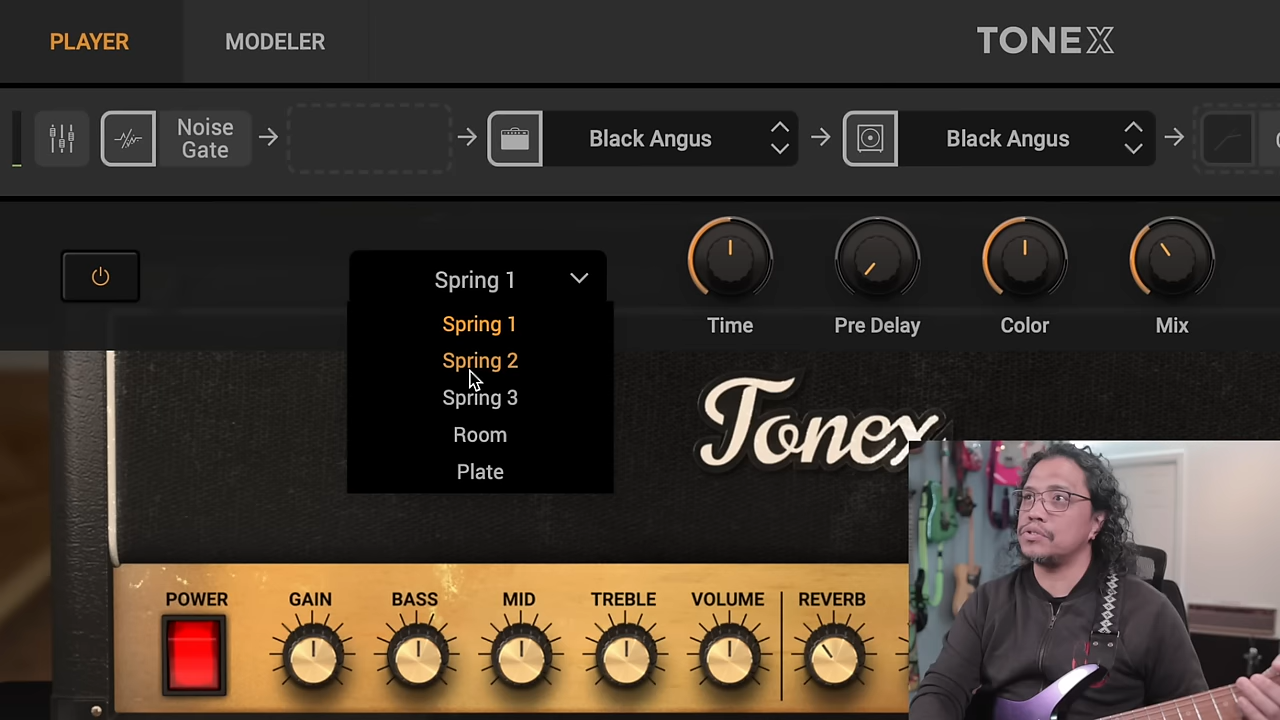 PLAYER
MODELER
TONEX
Noise
Gate
Black Angus
Black Angus
Spring 1
Spring 1
Spring 2
Spring 3
Room
Plate
Time
Pre Delay
Color
Mix
Tonex
POWER
GAIN
BASS
MID
TREBLE
VOLUME
REVERB